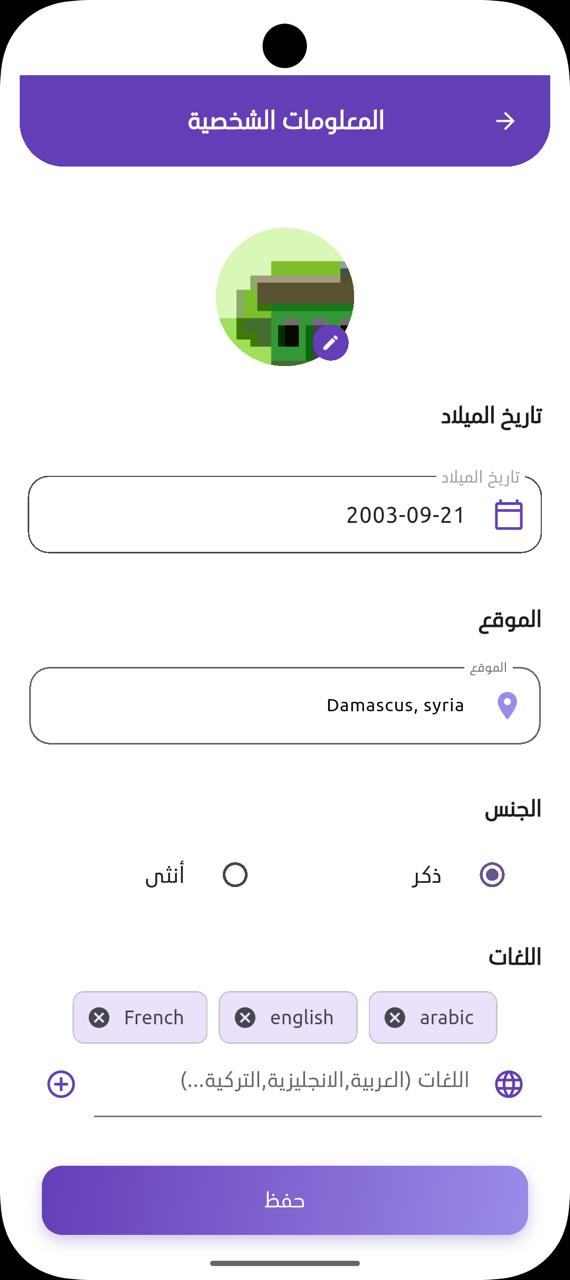 المعلومات الشخصية
تاريخ الميلاد
تاريخ الميلاد
2003-09-21
الموقع
الموقع
Damascus, syria
الجنس
ذكر أنثى
اللغات
arabic english French
اللغات (العربية,الانجليزية,التركية...)
حفظ